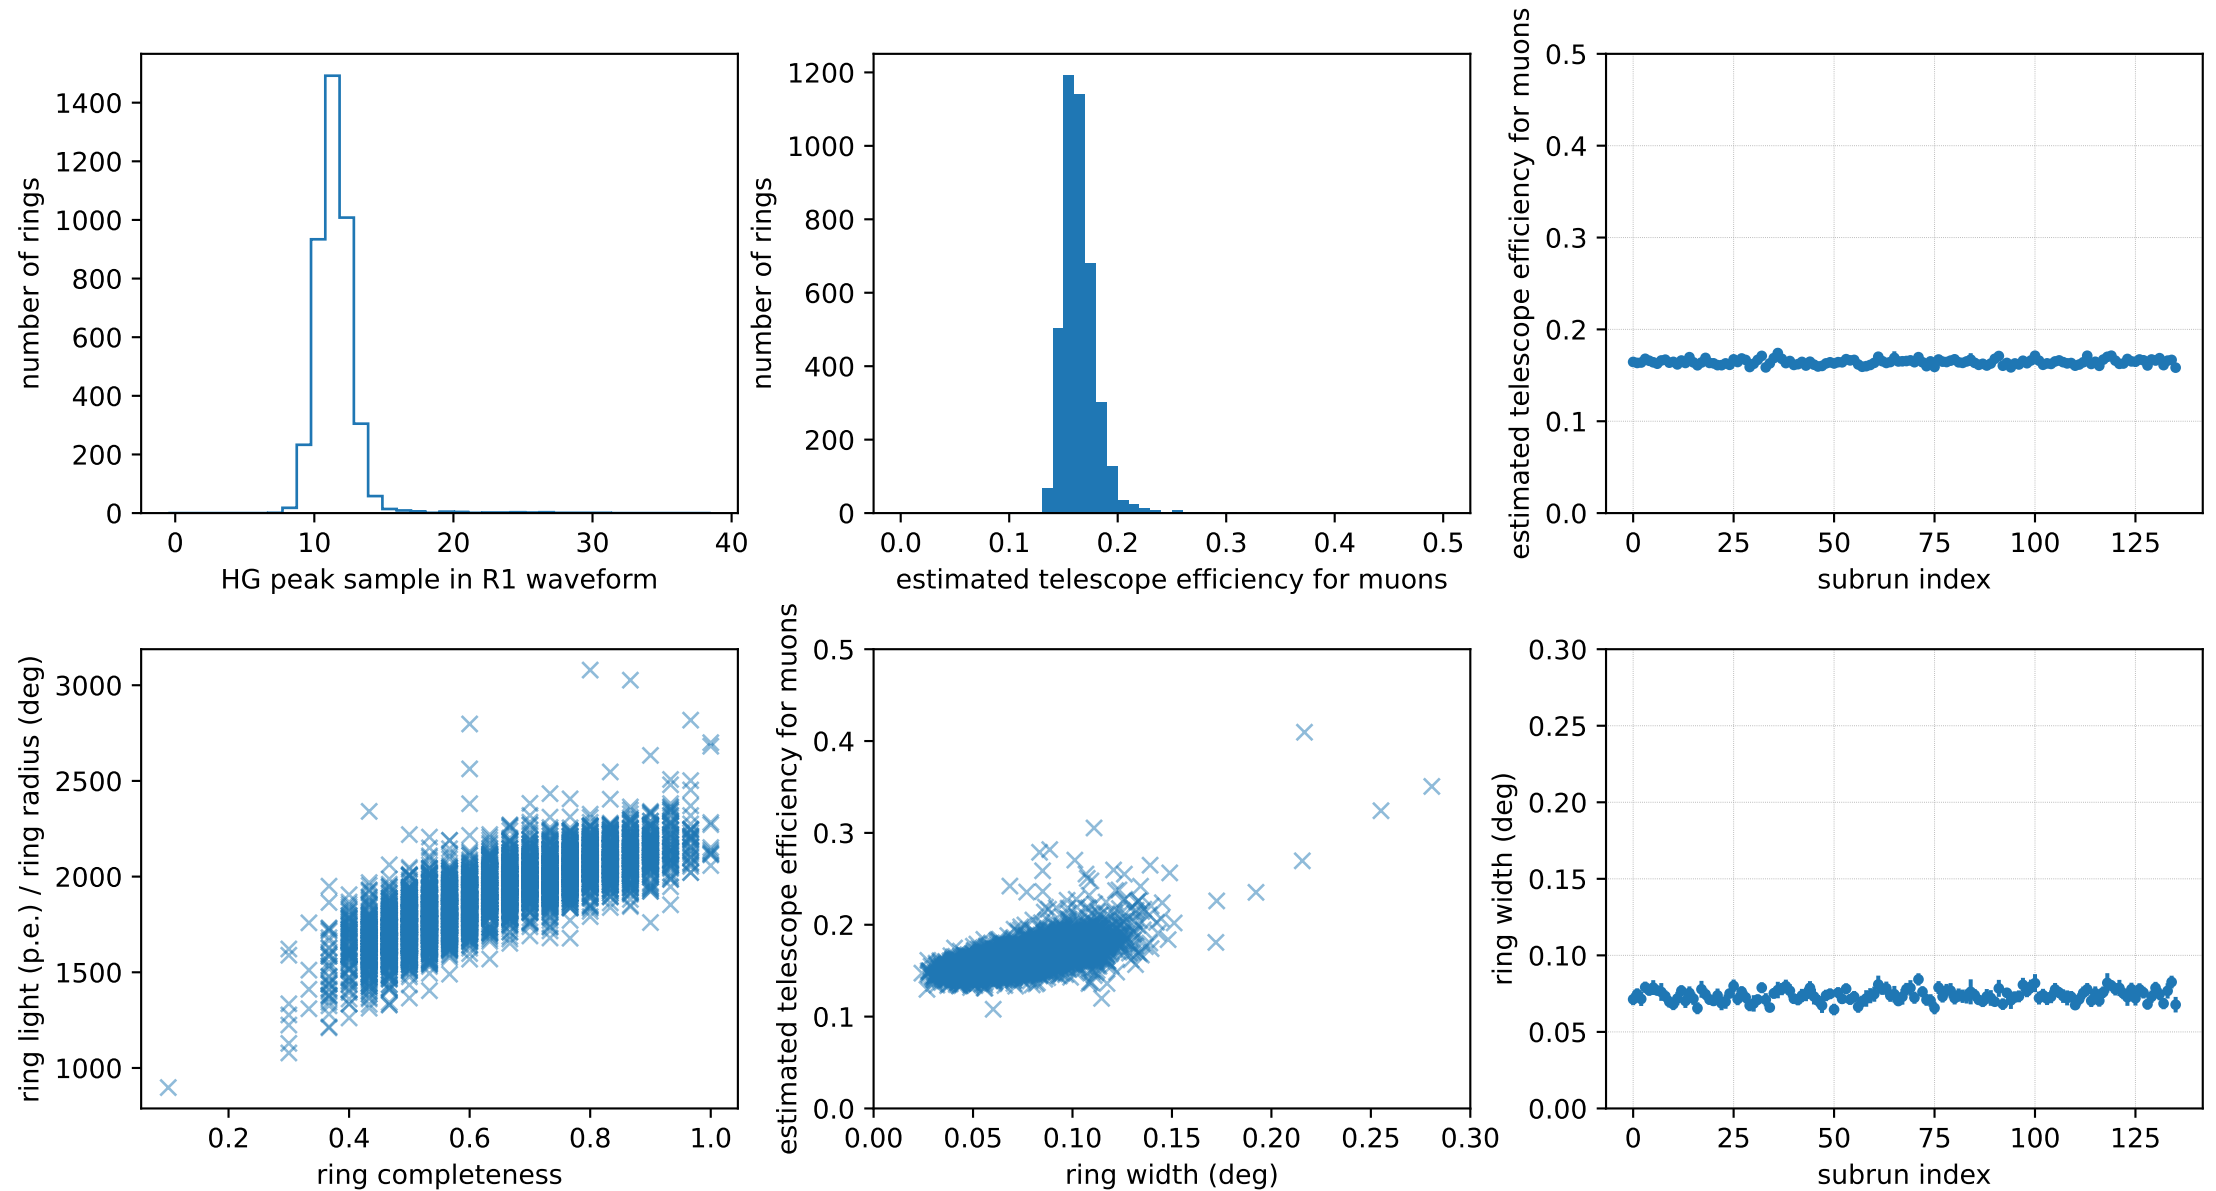 number of rings
1400
1200
1000
800
600
400
200
0
0 10 20 30 40
HG peak sample in R1 waveform
number of rings
1200
1000
800
600
400
200
0
0.0 0.1 0.2 0.3 0.4 0.5
estimated telescope efficiency for muons
estimated telescope efficiency for muons
0.5
0.4
0.3
0.2
0.1
0.0
0 25 50 75 100 125
subrun index
ring light (p.e.) / ring radius (deg)
3000
2500
2000
1500
1000
0.2 0.4 0.6 0.8 1.0
ring completeness
estimated telescope efficiency for muons
0.5
0.4
0.3
0.2
0.1
0.0
0.00 0.05 0.10 0.15 0.20 0.25 0.30
ring width (deg)
ring width (deg)
0.30
0.25
0.20
0.15
0.10
0.05
0.00
0 25 50 75 100 125
subrun index